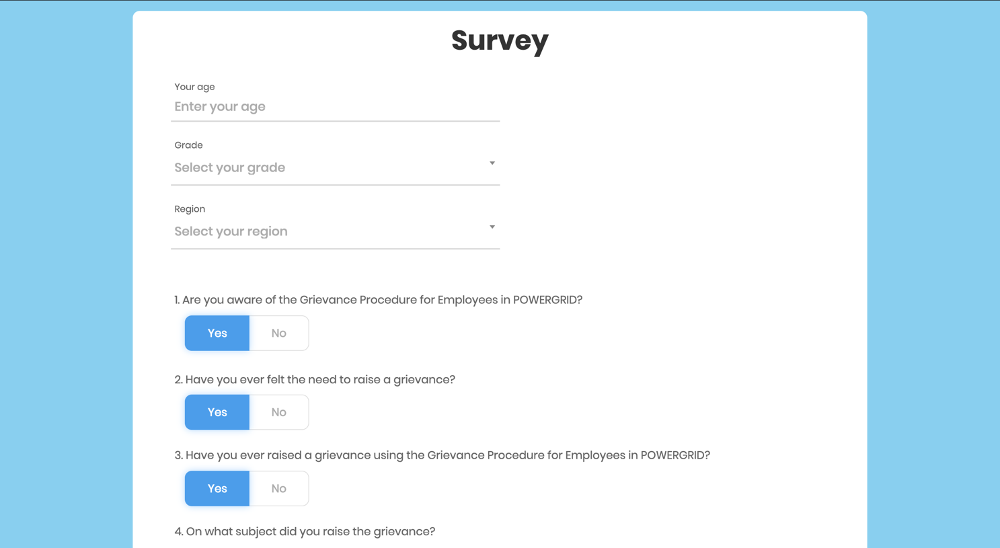 Survey
Your age
Enter your age
Grade
Select your grade
Region
Select your region
1. Are you aware of the Grievance Procedure for Employees in POWERGRID?
Yes No
2. Have you ever felt the need to raise a grievance?
Yes No
3. Have you ever raised a grievance using the Grievance Procedure for Employees in POWERGRID?
Yes No
4. On what subject did you raise the grievance?